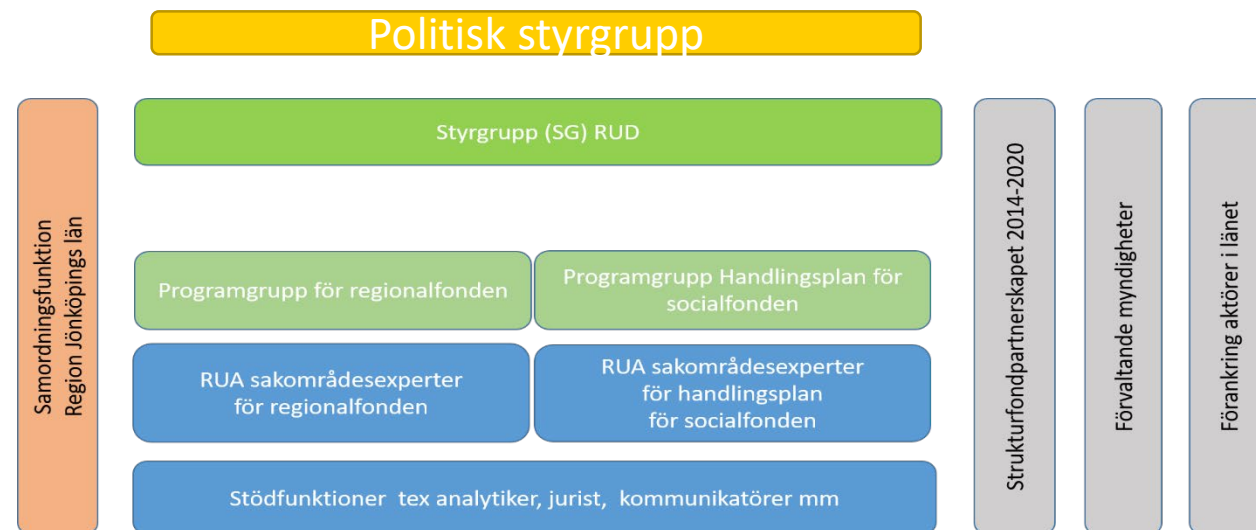 Politisk styrgrupp
Samordningsfunktion
Region Jönköpings län
Styrgrupp (SG) RUD
Programgrupp för regionalfonden
Programgrupp Handlingsplan för
socialfonden
RUA sakområdesexperter
för regionalfonden
RUA sakområdesexperter
för handlingsplan
för socialfonden
Stödfunktioner tex analytiker, jurist, kommunikatörer mm
Strukturfondpartnerskapet 2014-2020
Förvaltande myndigheter
Förankring aktörer i länet